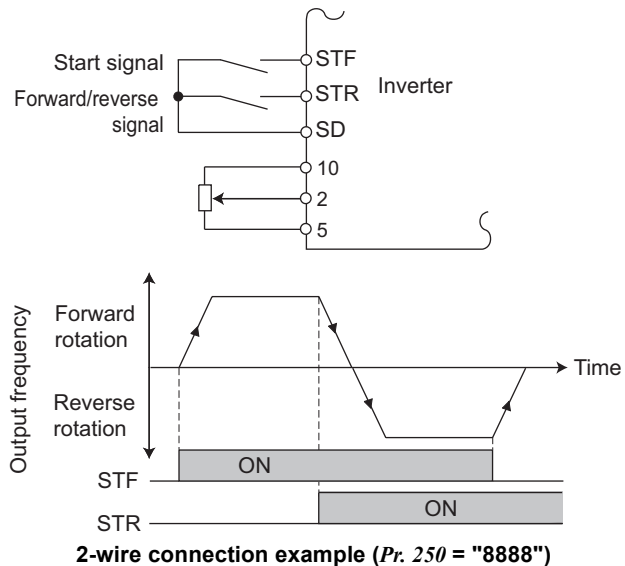 Start signal
STF
Forward/reverse
signal
STR
Inverter
SD
10
2
5
Output frequency
Forward
rotation
Time
Reverse
rotation
ON
STF
ON
STR
2-wire connection example (Pr. 250 = "8888")